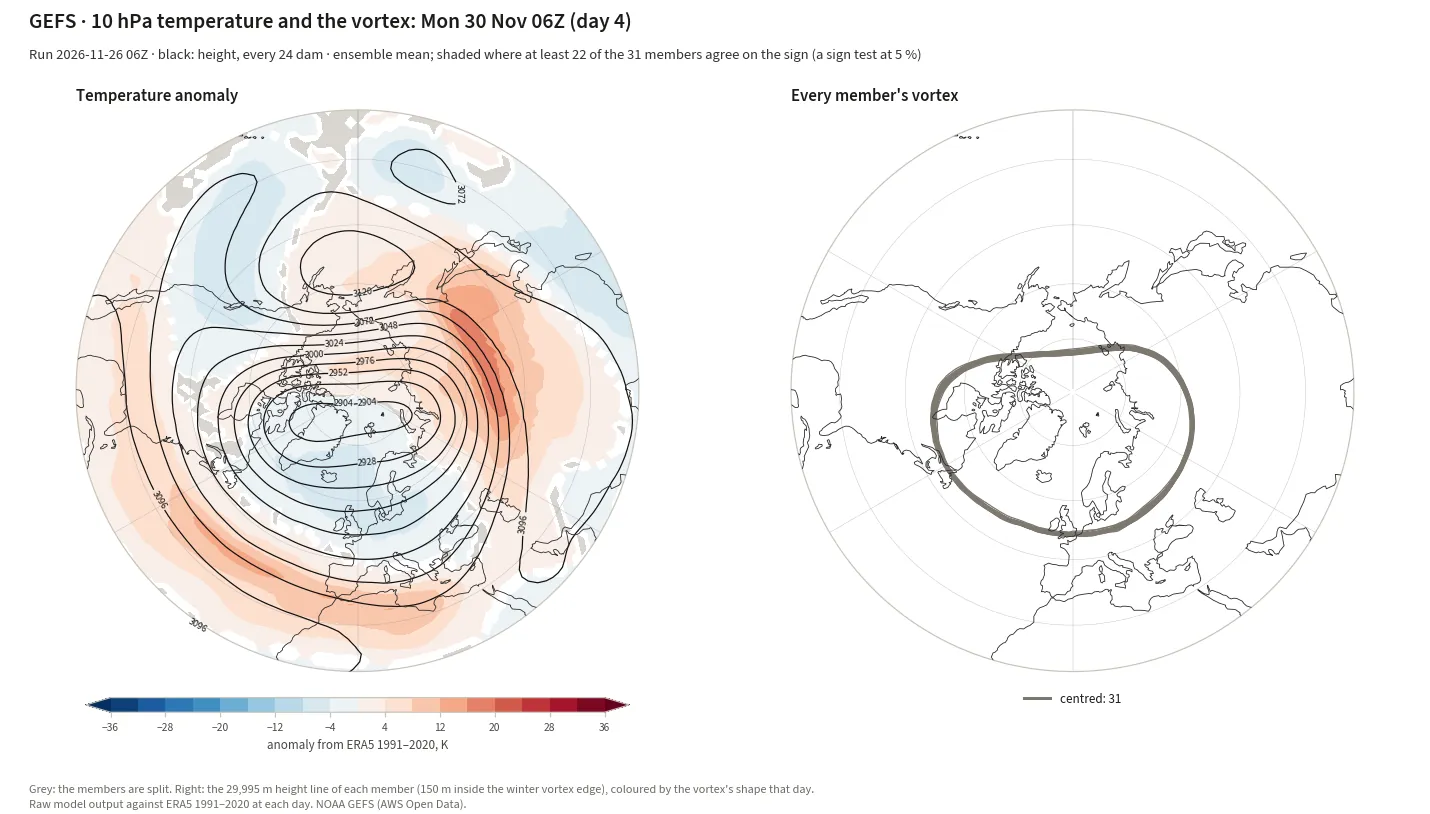 GEFS · 10 hPa temperature and the vortex: Mon 30 Nov 06Z (day 4)
Run 2026-11-26 06Z · black: height, every 24 dam · ensemble mean; shaded where at least 22 of the 31 members agree on the sign (a sign test at 5 %)
Temperature anomaly
Every member's vortex
3072
3120
3072
3048
3024
3000
2976
2952
2904
2904
2928
3096
3096
3096
−36 −28 −20 −12 −4 4 12 20 28 36
anomaly from ERA5 1991–2020, K
centred: 31
Grey: the members are split. Right: the 29,995 m height line of each member (150 m inside the winter vortex edge), coloured by the vortex's shape that day.
Raw model output against ERA5 1991–2020 at each day. NOAA GEFS (AWS Open Data).